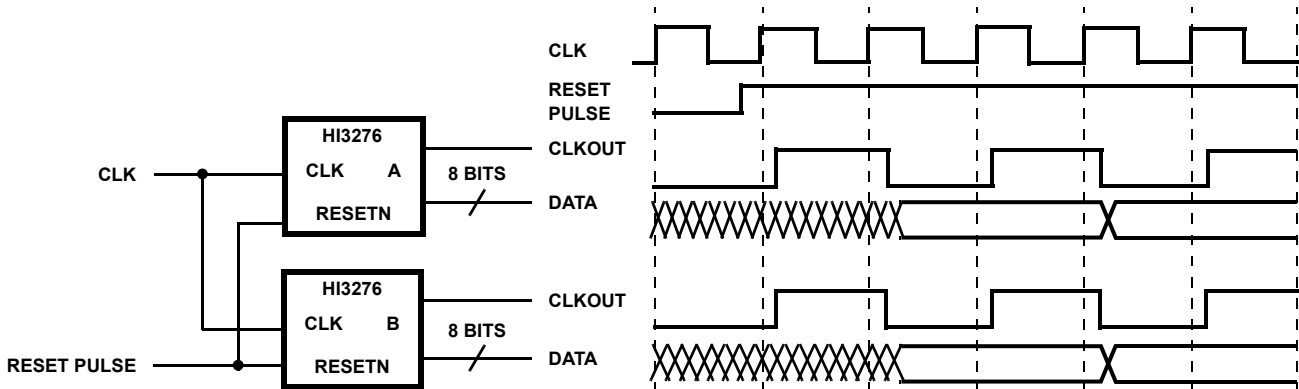 CLK
RESET
PULSE
HI3276
CLK A
RESETN
CLK
8 BITS
CLKOUT
DATA
HI3276
CLK B
RESETN
RESET PULSE
8 BITS
CLKOUT
DATA